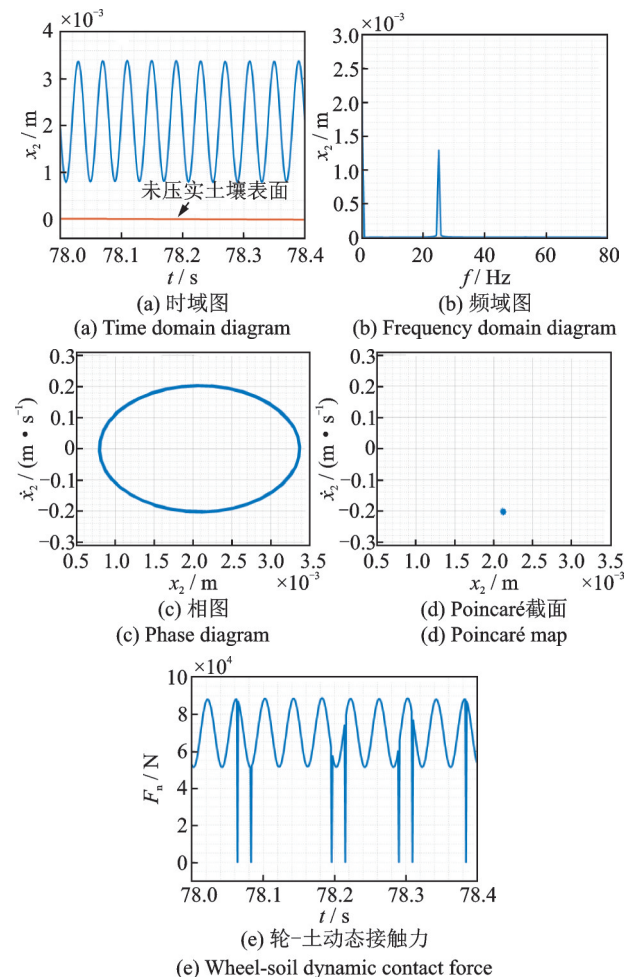 ×10⁻³
4
3
2
1
0
x₂ / m
未压实土壤表面
78.0 78.1 78.2 78.3 78.4
t / s
(a) 时域图
(a) Time domain diagram
×10⁻³
3.0
2.5
2.0
1.5
1.0
0.5
0
x₂ / m
0 20 40 60 80
f / Hz
(b) 频域图
(b) Frequency domain diagram
0.3
0.2
0.1
0
−0.1
−0.2
−0.3
ẋ₂ / (m · s⁻¹)
1.0 1.5 2.0 2.5 3.0 3.5
x₂ / m ×10⁻³
(c) 相图
(c) Phase diagram
0.3
0.2
0.1
0
−0.1
−0.2
−0.3
ẋ₂ / (m · s⁻¹)
1.0 1.5 2.0 2.5 3.0 3.5
x₂ / m ×10⁻³
(d) Poincaré截面
(d) Poincaré map
×10⁴
10
8
6
4
2
0
Fₙ / N
78.0 78.1 78.2 78.3 78.4
t / s
(e) 轮-土动态接触力
(e) Wheel-soil dynamic contact force